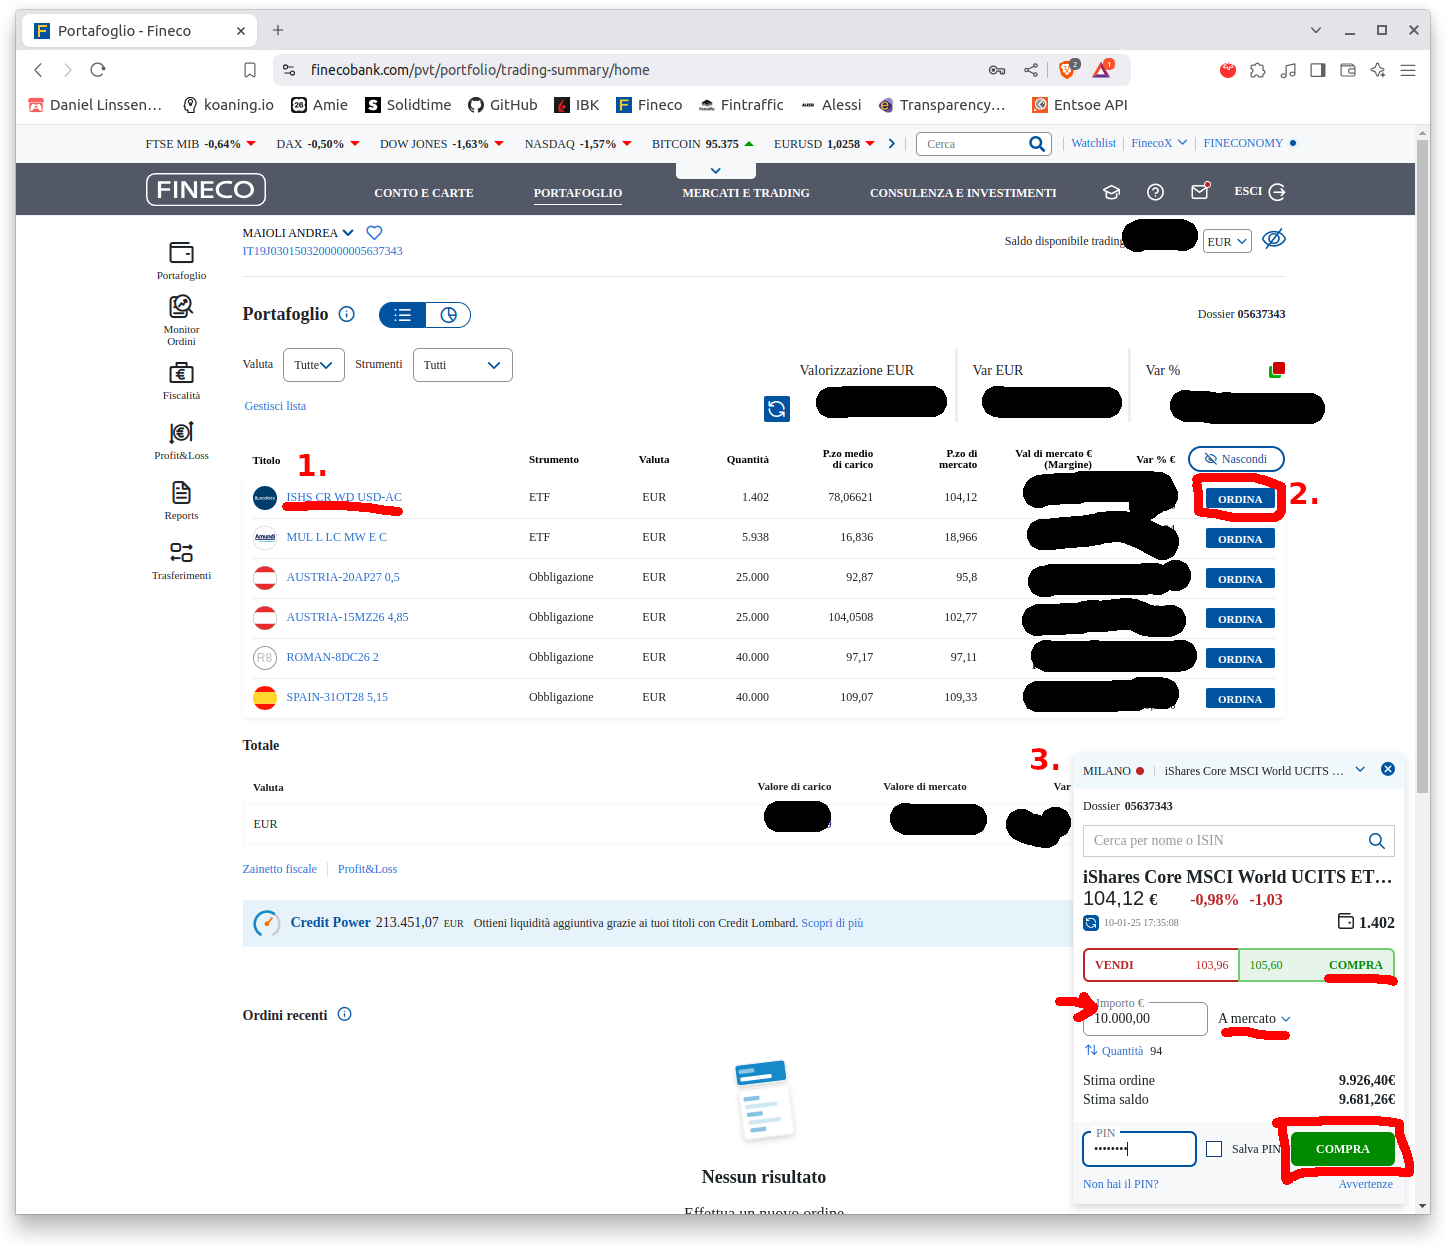 Portafoglio - Fineco
finecobank.com/pvt/portfolio/trading-summary/home
2
1
Daniel Linssen...
koaning.io
26 Amie
S Solidtime
GitHub
IBK
F Fineco
Fintraffic
Alessi
Transparency...
Entsoe API
FTSE MIB -0,64%
DAX -0,50%
DOW JONES -1,63%
NASDAQ -1,57%
BITCOIN 95.375
EURUSD 1,0258
Cerca
Watchlist
FinecoX
FINECONOMY
FINECO
CONTO E CARTE
PORTAFOGLIO
MERCATI E TRADING
CONSULENZA E INVESTIMENTI
ESCI
MAIOLI ANDREA
IT19J0301503200000005637343
Saldo disponibile trading
EUR
Portafoglio
Monitor
Ordini
Fiscalità
Profit&Loss
Reports
Trasferimenti
Portafoglio
Dossier 05637343
Valuta
Tutte
Strumenti
Tutti
Valorizzazione EUR
Var EUR
Var %
Gestisci lista
1.
Titolo
Strumento
Valuta
Quantità
P.zo medio
di carico
P.zo di
mercato
Val di mercato €
(Margine)
Var % €
Nascondi
BLACKROCK ISHS CR WD USD-AC ETF EUR 1.402 78,06621 104,12 ORDINA
2.
Amundi MUL L LC MW E C ETF EUR 5.938 16,836 18,966 ORDINA
AUSTRIA-20AP27 0,5 Obbligazione EUR 25.000 92,87 95,8 ORDINA
AUSTRIA-15MZ26 4,85 Obbligazione EUR 25.000 104,0508 102,77 ORDINA
R8 ROMAN-8DC26 2 Obbligazione EUR 40.000 97,17 97,11 ORDINA
SPAIN-31OT28 5,15 Obbligazione EUR 40.000 109,07 109,33 ORDINA
Totale
Valuta
Valore di carico
Valore di mercato
Var
EUR
Zainetto fiscale
Profit&Loss
Credit Power 213.451,07 EUR Ottieni liquidità aggiuntiva grazie ai tuoi titoli con Credit Lombard. Scopri di più
Ordini recenti
Nessun risultato
Effettua un nuovo ordine
3.
MILANO
iShares Core MSCI World UCITS ...
Dossier 05637343
Cerca per nome o ISIN
iShares Core MSCI World UCITS ET...
104,12 € -0,98% -1,03
10-01-25 17:35:08
1.402
VENDI 103,96 105,60 COMPRA
Importo €
10.000,00
A mercato
Quantità 94
Stima ordine 9.926,40€
Stima saldo 9.681,26€
PIN
••••••••
Salva PIN
COMPRA
Non hai il PIN?
Avvertenze